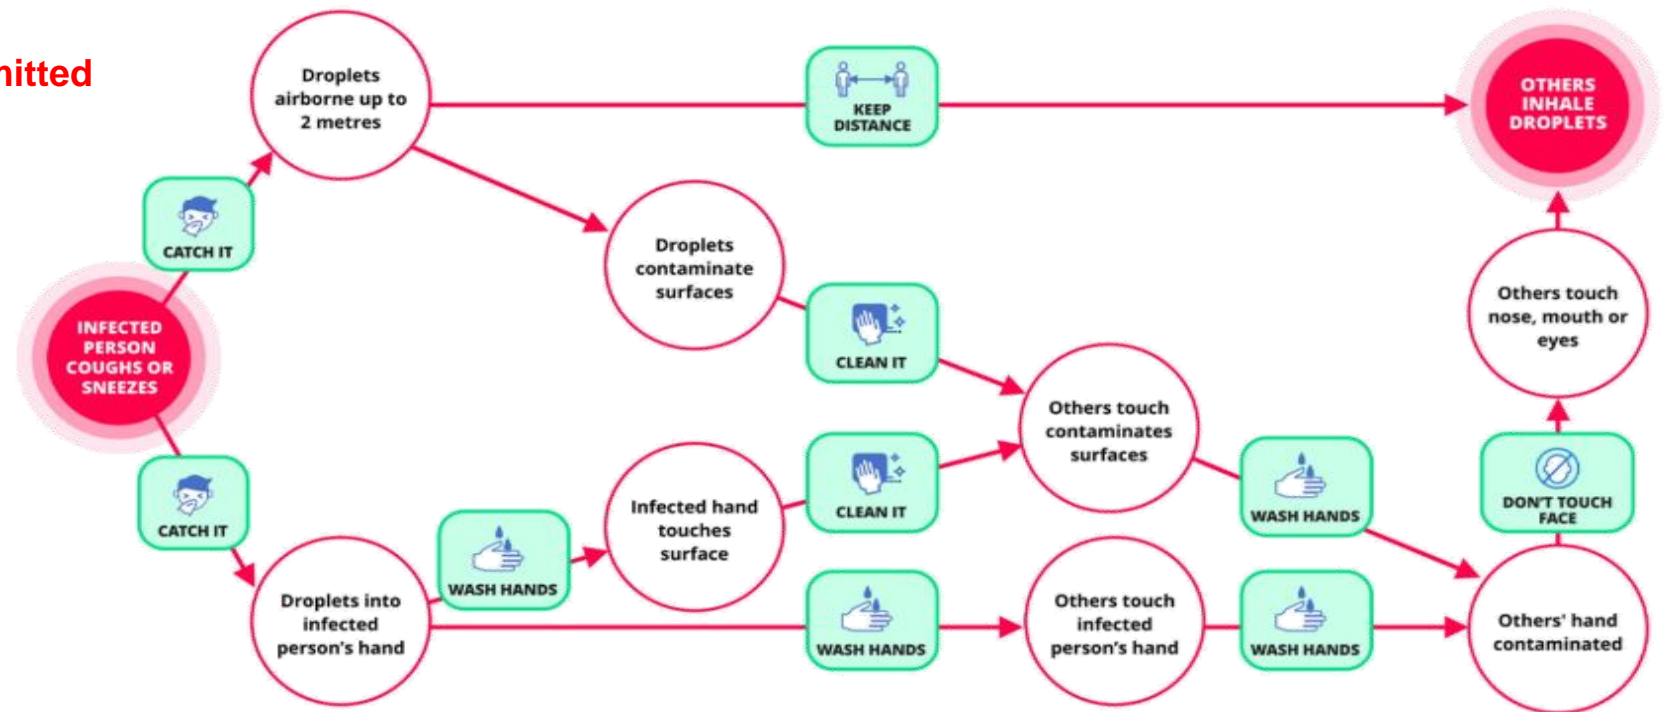 mitted
Droplets
airborne up to
2 metres
KEEP
DISTANCE
OTHERS
INHALE
DROPLETS
CATCH IT
Droplets
contaminate
surfaces
CLEAN IT
INFECTED
PERSON
COUGHS OR
SNEEZES
Others touch
nose, mouth or
eyes
Others touch
contaminates
surfaces
CATCH IT
Infected hand
touches
surface
CLEAN IT
WASH HANDS
DON'T TOUCH
FACE
WASH HANDS
Droplets into
infected
person's hand
WASH HANDS
Others touch
infected
person's hand
WASH HANDS
Others' hand
contaminated